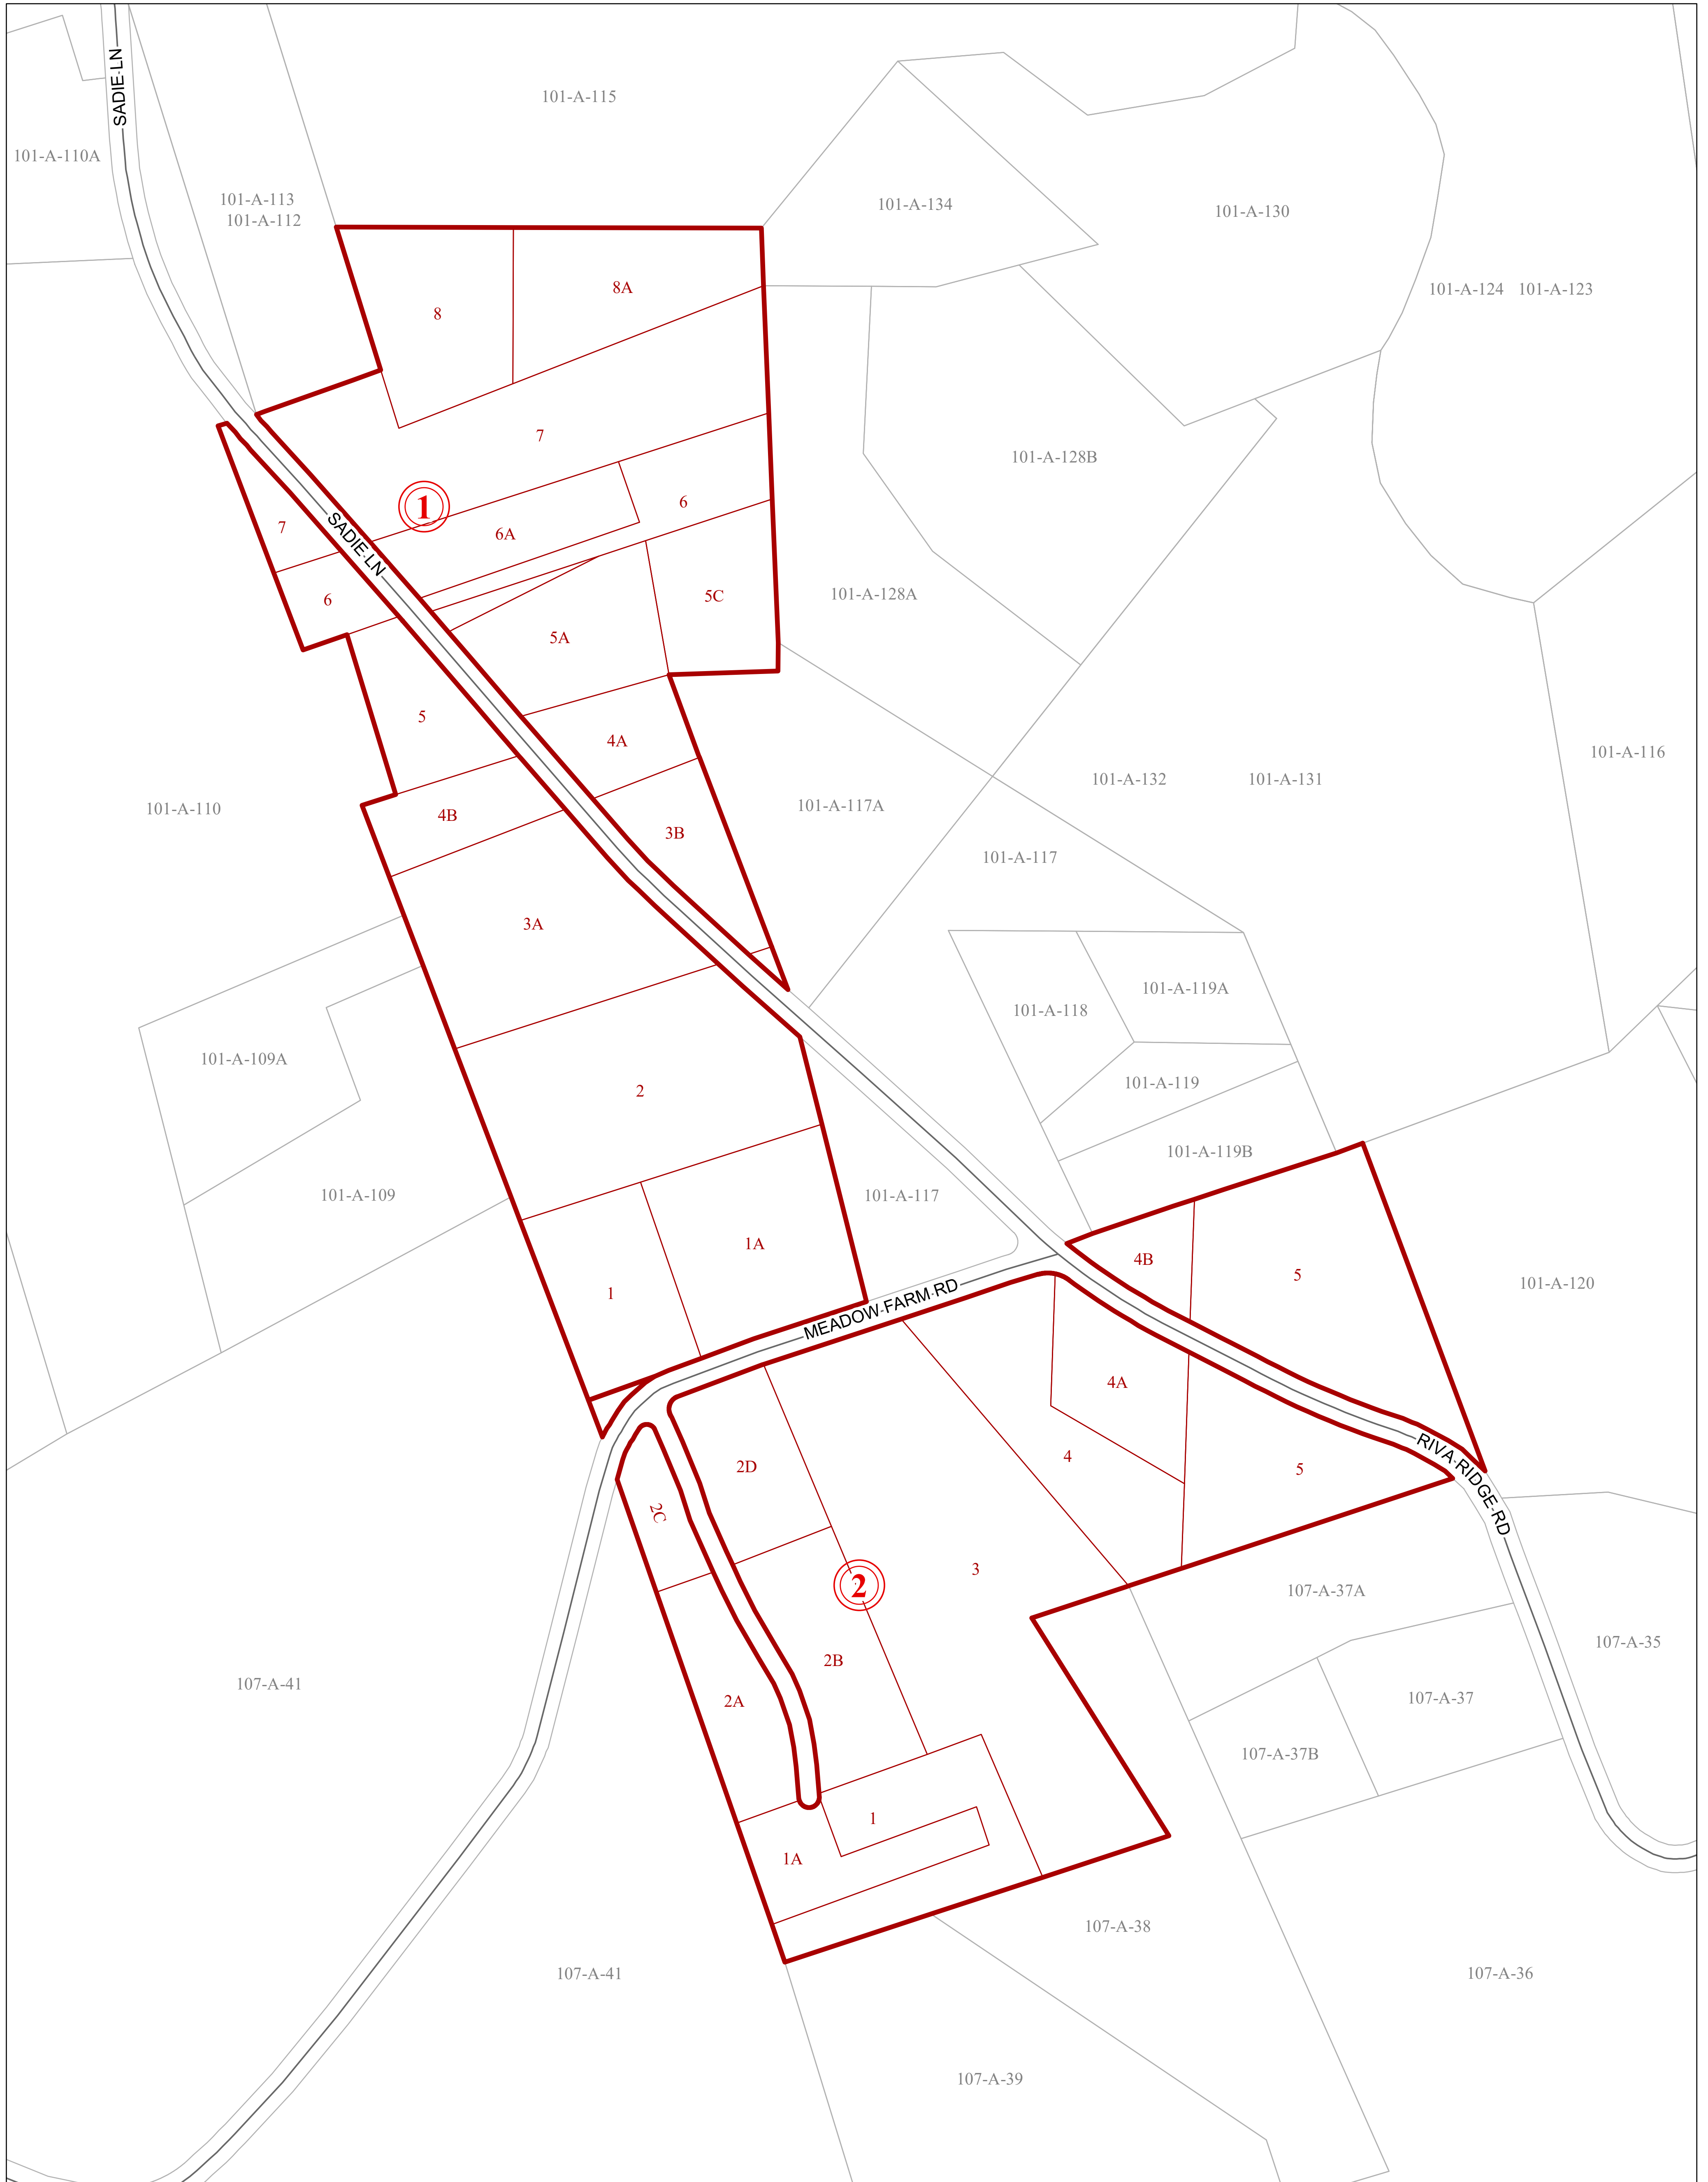 SADIE LN
101-A-115
101-A-110A
101-A-113
101-A-112
101-A-134
101-A-130
8
8A
101-A-124
101-A-123
7
101-A-128B
1
6
7
6A
SADIE LN
6
5C
101-A-128A
5A
5
4A
101-A-116
101-A-132
101-A-131
101-A-110
4B
101-A-117A
3B
101-A-117
3A
101-A-119A
101-A-118
101-A-109A
2
101-A-119
101-A-119B
101-A-109
101-A-117
1A
4B
5
101-A-120
1
MEADOW FARM RD
4A
4
2D
5
RIVA RIDGE RD
2C
3
2
107-A-37A
107-A-35
2B
107-A-41
2A
107-A-37
107-A-37B
1
1A
107-A-38
107-A-41
107-A-36
107-A-39